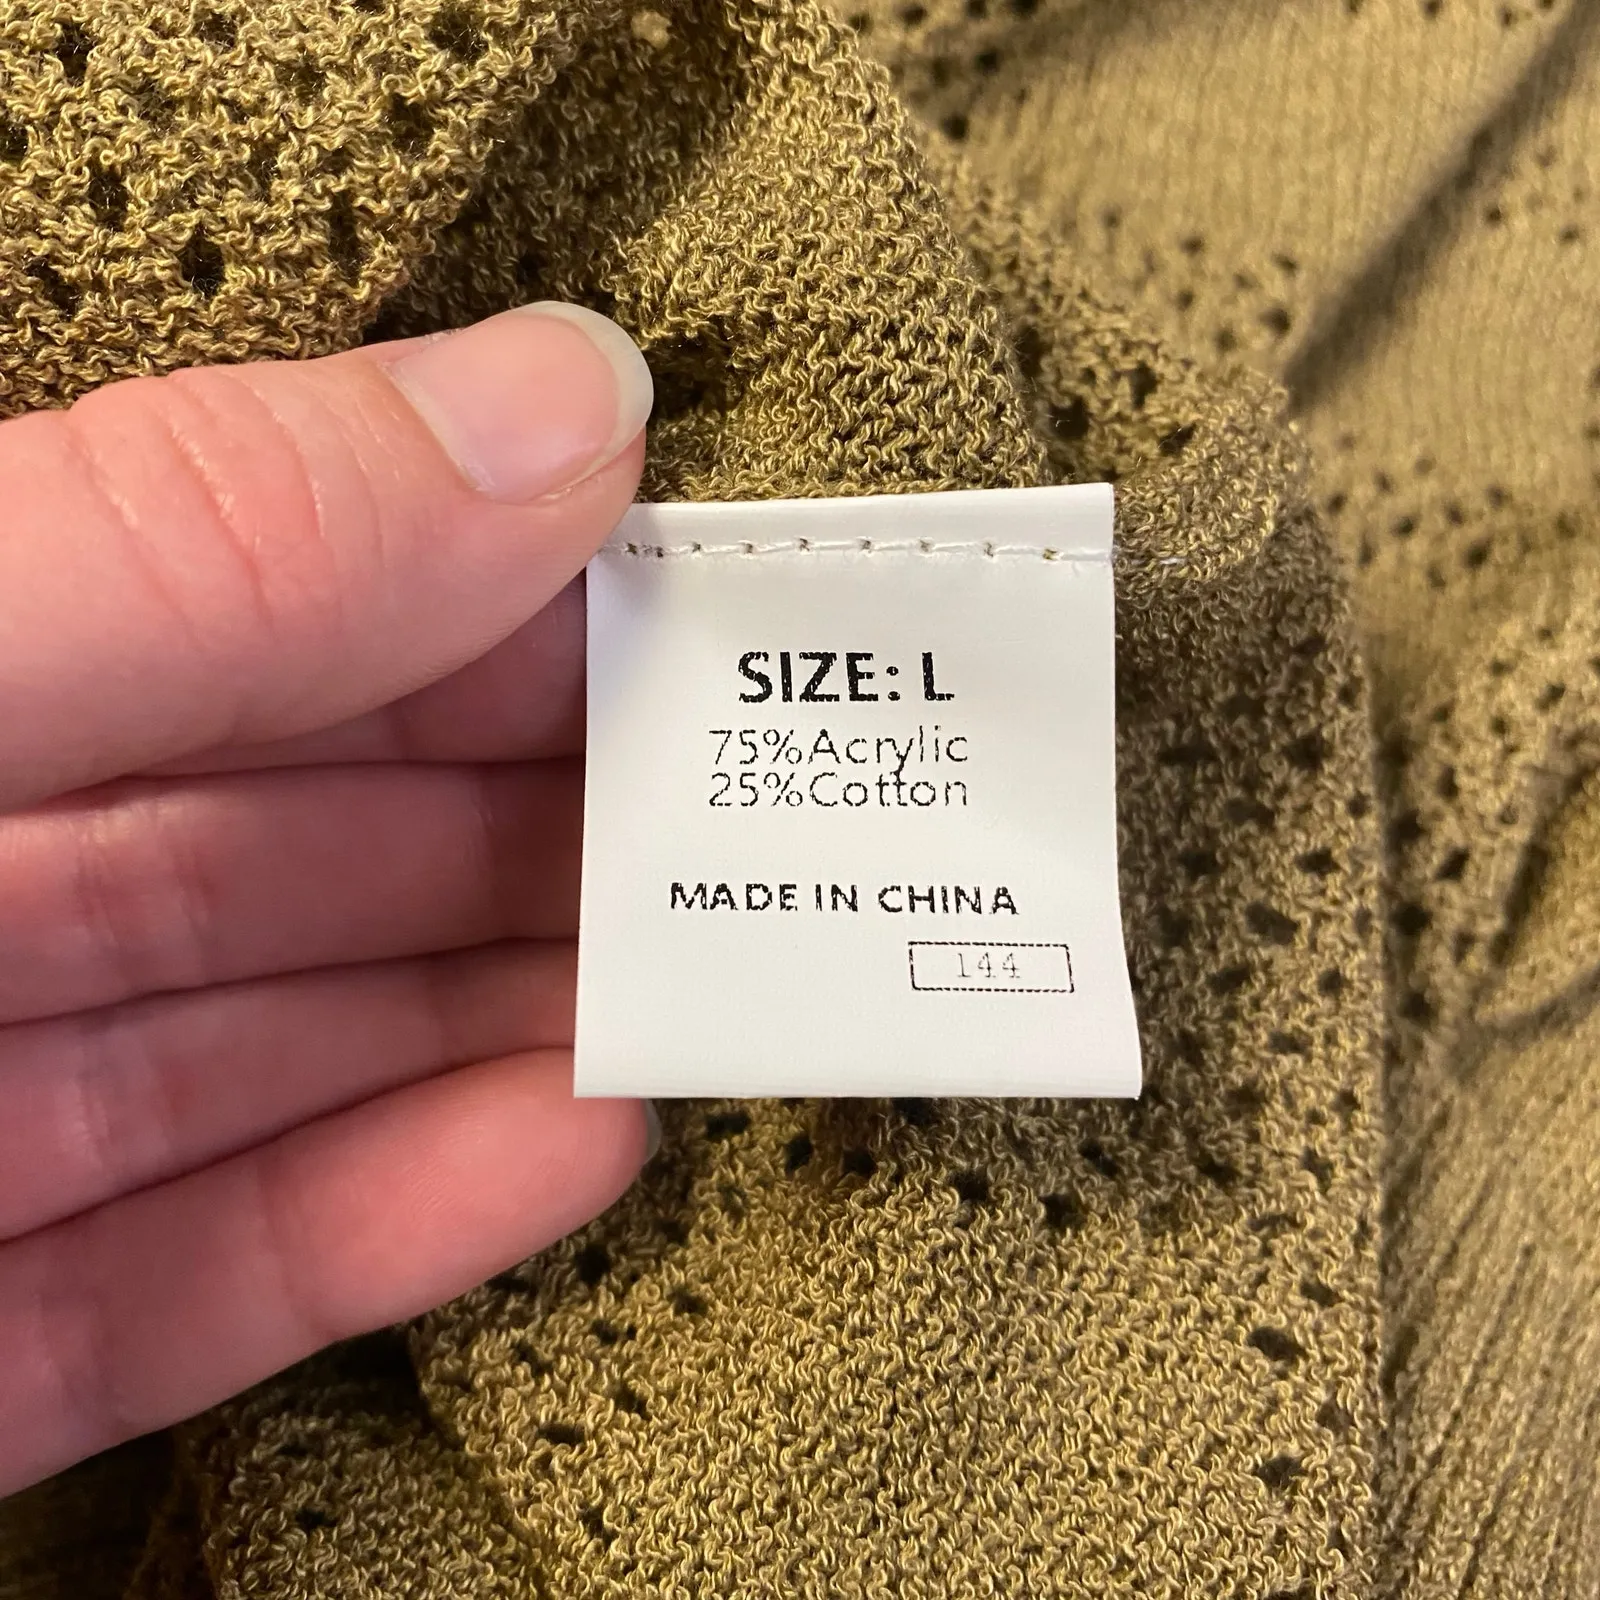 SIZE: L
75%Acrylic
25%Cotton
MADE IN CHINA
144